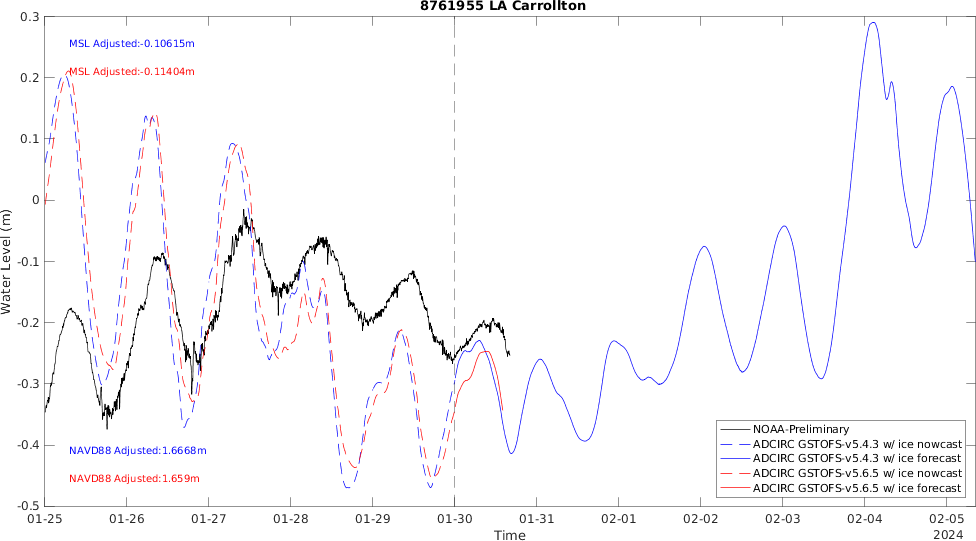 8761955 LA Carrollton
MSL Adjusted:-0.10615m
MSL Adjusted:-0.11404m
NAVD88 Adjusted:1.6668m
NAVD88 Adjusted:1.659m
Water Level (m)
0.3
0.2
0.1
0
-0.1
-0.2
-0.3
-0.4
-0.5
NOAA-Preliminary
ADCIRC GSTOFS-v5.4.3 w/ ice nowcast
ADCIRC GSTOFS-v5.4.3 w/ ice forecast
ADCIRC GSTOFS-v5.6.5 w/ ice nowcast
ADCIRC GSTOFS-v5.6.5 w/ ice forecast
01-25 01-26 01-27 01-28 01-29 01-30 01-31 02-01 02-02 02-03 02-04 02-05
Time
2024